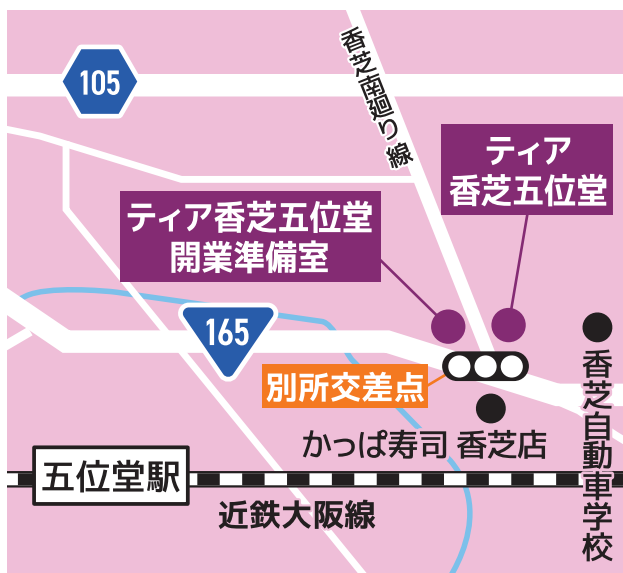 香芝南廻り線
105
ティア
香芝五位堂
ティア香芝五位堂
開業準備室
165
別所交差点
香芝自動車学校
かっぱ寿司 香芝店
五位堂駅
近鉄大阪線